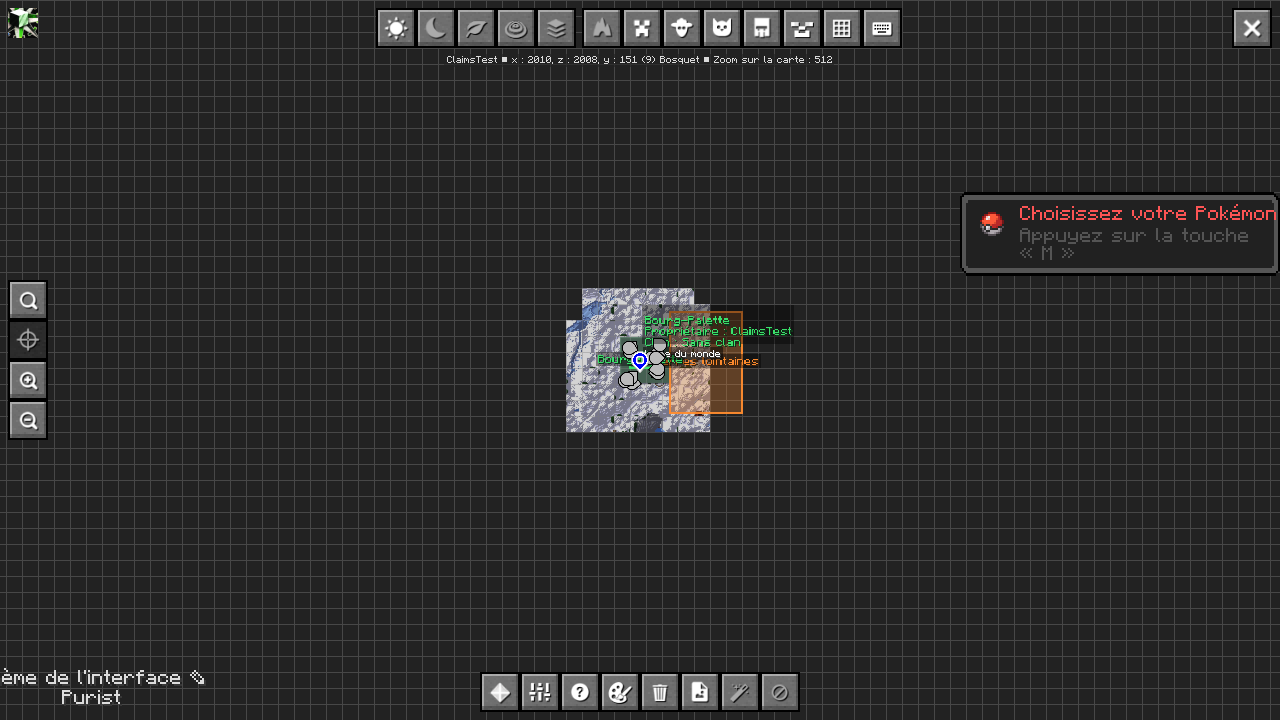 ClaimsTest ■ x : 2010, z : 2008, y : 151 (9) Bosquet ■ Zoom sur la carte : 512
Choisissez votre Pokémon
Appuyez sur la touche
« M »
Bourg-Palette
Propriétaire : ClaimsTest
Clan : Sans clan
du monde
fontaines
ème de l'interface ✎
Purist